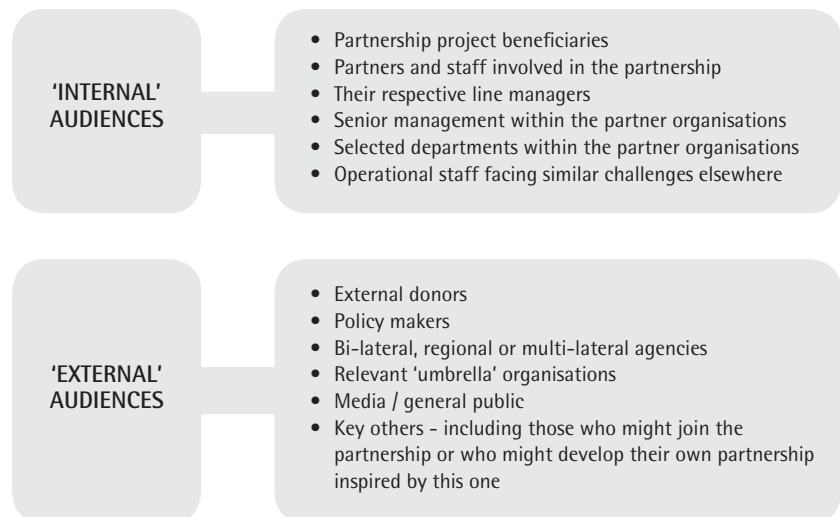 'INTERNAL'
AUDIENCES
• Partnership project beneficiaries
• Partners and staff involved in the partnership
• Their respective line managers
• Senior management within the partner organisations
• Selected departments within the partner organisations
• Operational staff facing similar challenges elsewhere
'EXTERNAL'
AUDIENCES
• External donors
• Policy makers
• Bi-lateral, regional or multi-lateral agencies
• Relevant 'umbrella' organisations
• Media / general public
• Key others - including those who might join the
partnership or who might develop their own partnership
inspired by this one